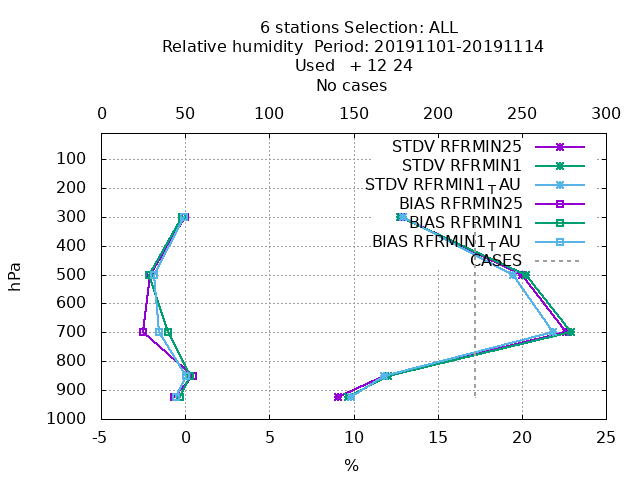 6 stations Selection: ALL
Relative humidity  Period: 20191101-20191114
Used   + 12 24
No cases
0 50 100 150 200 250 300
STDV RFRMIN25
STDV RFRMIN1
STDV RFRMIN1TAU
BIAS RFRMIN25
BIAS RFRMIN1
BIAS RFRMIN1TAU
CASES
100
200
300
400
500
600
700
800
900
1000
hPa
-5 0 5 10 15 20 25
%